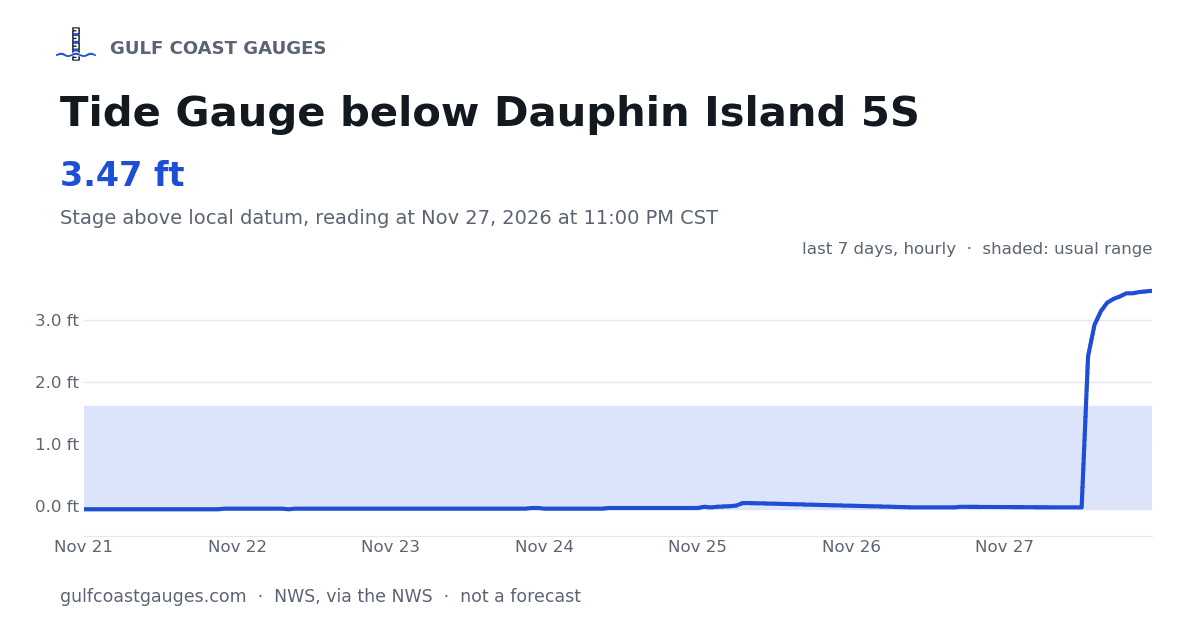 GULF COAST GAUGES
Tide Gauge below Dauphin Island 5S
3.47 ft
Stage above local datum, reading at Nov 27, 2026 at 11:00 PM CST
last 7 days, hourly · shaded: usual range
3.0 ft
2.0 ft
1.0 ft
0.0 ft
Nov 21 Nov 22 Nov 23 Nov 24 Nov 25 Nov 26 Nov 27
gulfcoastgauges.com · NWS, via the NWS · not a forecast